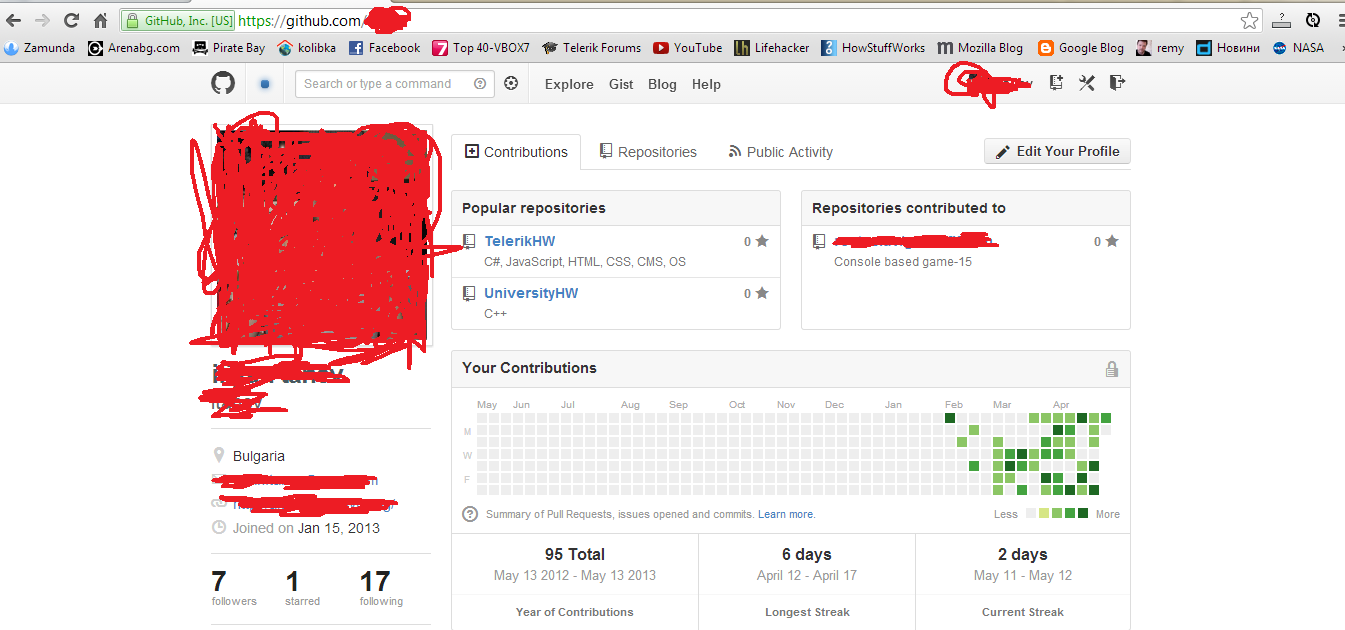 GitHub, Inc. [US] https://github.com/
Zamunda Arenabg.com Pirate Bay kolibka Facebook Top 40-VBOX7 Telerik Forums YouTube Lifehacker HowStuffWorks Mozilla Blog Google Blog remy Новини NASA
Search or type a command Explore Gist Blog Help
Contributions Repositories Public Activity Edit Your Profile
Popular repositories
TelerikHW 0
C#, JavaScript, HTML, CSS, CMS, OS
UniversityHW 0
C++
Repositories contributed to
0
Console based game-15
Your Contributions
May Jun Jul Aug Sep Oct Nov Dec Jan Feb Mar Apr
M
W
F
Summary of Pull Requests, issues opened and commits. Learn more. Less More
95 Total
May 13 2012 - May 13 2013
Year of Contributions
6 days
April 12 - April 17
Longest Streak
2 days
May 11 - May 12
Current Streak
Bulgaria
Joined on Jan 15, 2013
7 1 17
followers starred following